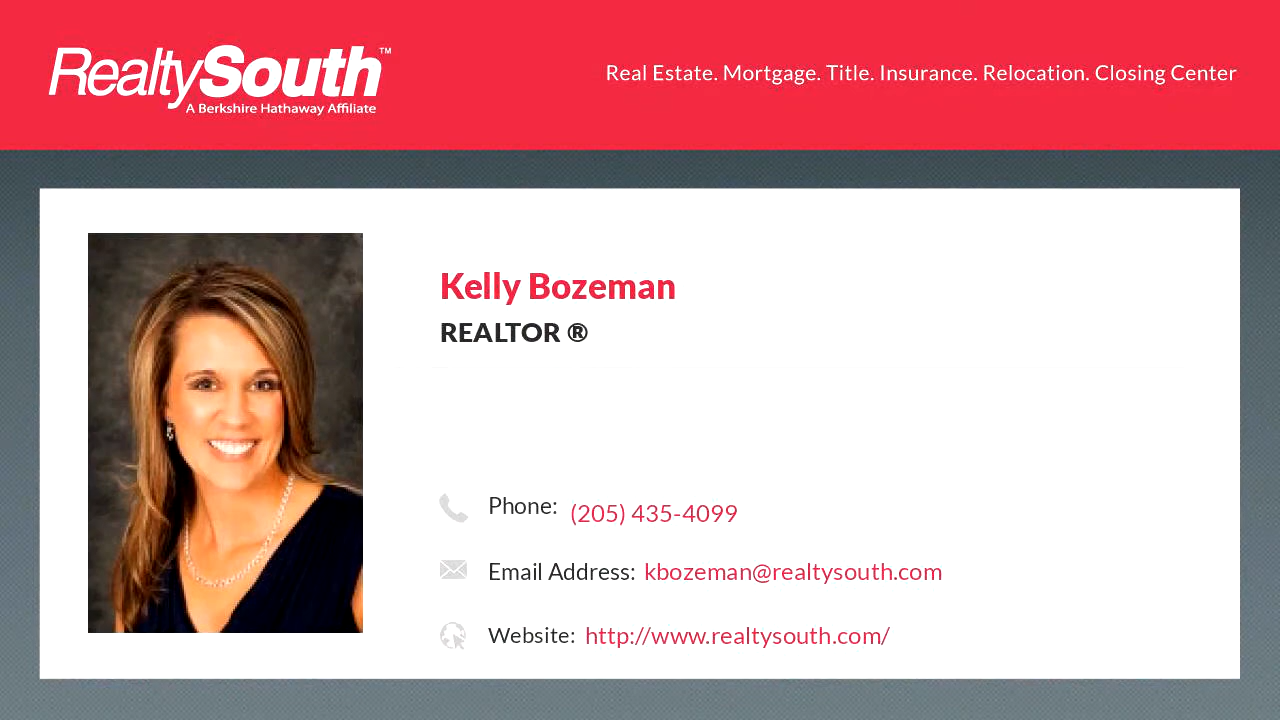 RealtySouth™
A Berkshire Hathaway Affiliate
Real Estate. Mortgage. Title. Insurance. Relocation. Closing Center
Kelly Bozeman
REALTOR ®
Phone: (205) 435-4099
Email Address: kbozeman@realtysouth.com
Website: http://www.realtysouth.com/